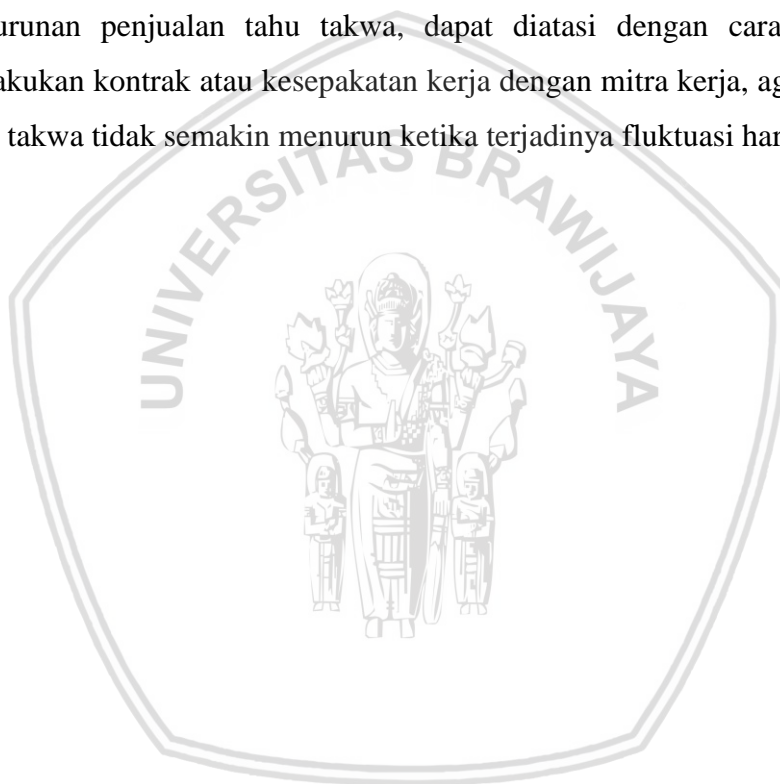 urunan penjualan tahu takwa, dapat diatasi dengan cara
akukan kontrak atau kesepakatan kerja dengan mitra kerja, ag
takwa tidak semakin menurun ketika terjadinya fluktuasi har
UNIVERSITAS BRAWIJAYA